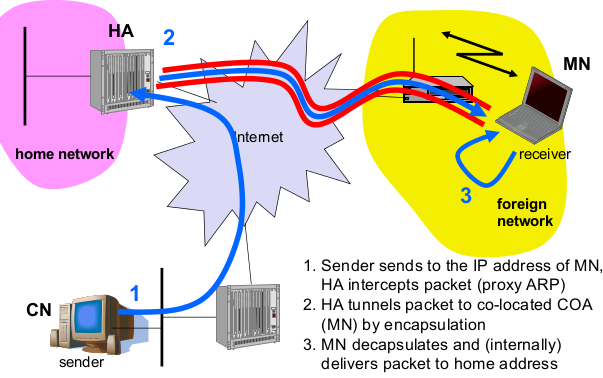 HA
2
MN
Internet
home network
receiver
3
foreign
network
1
CN
sender
1. Sender sends to the IP address of MN,
HA intercepts packet (proxy ARP)
2. HA tunnels packet to co-located COA
(MN) by encapsulation
3. MN decapsulates and (internally)
delivers packet to home address